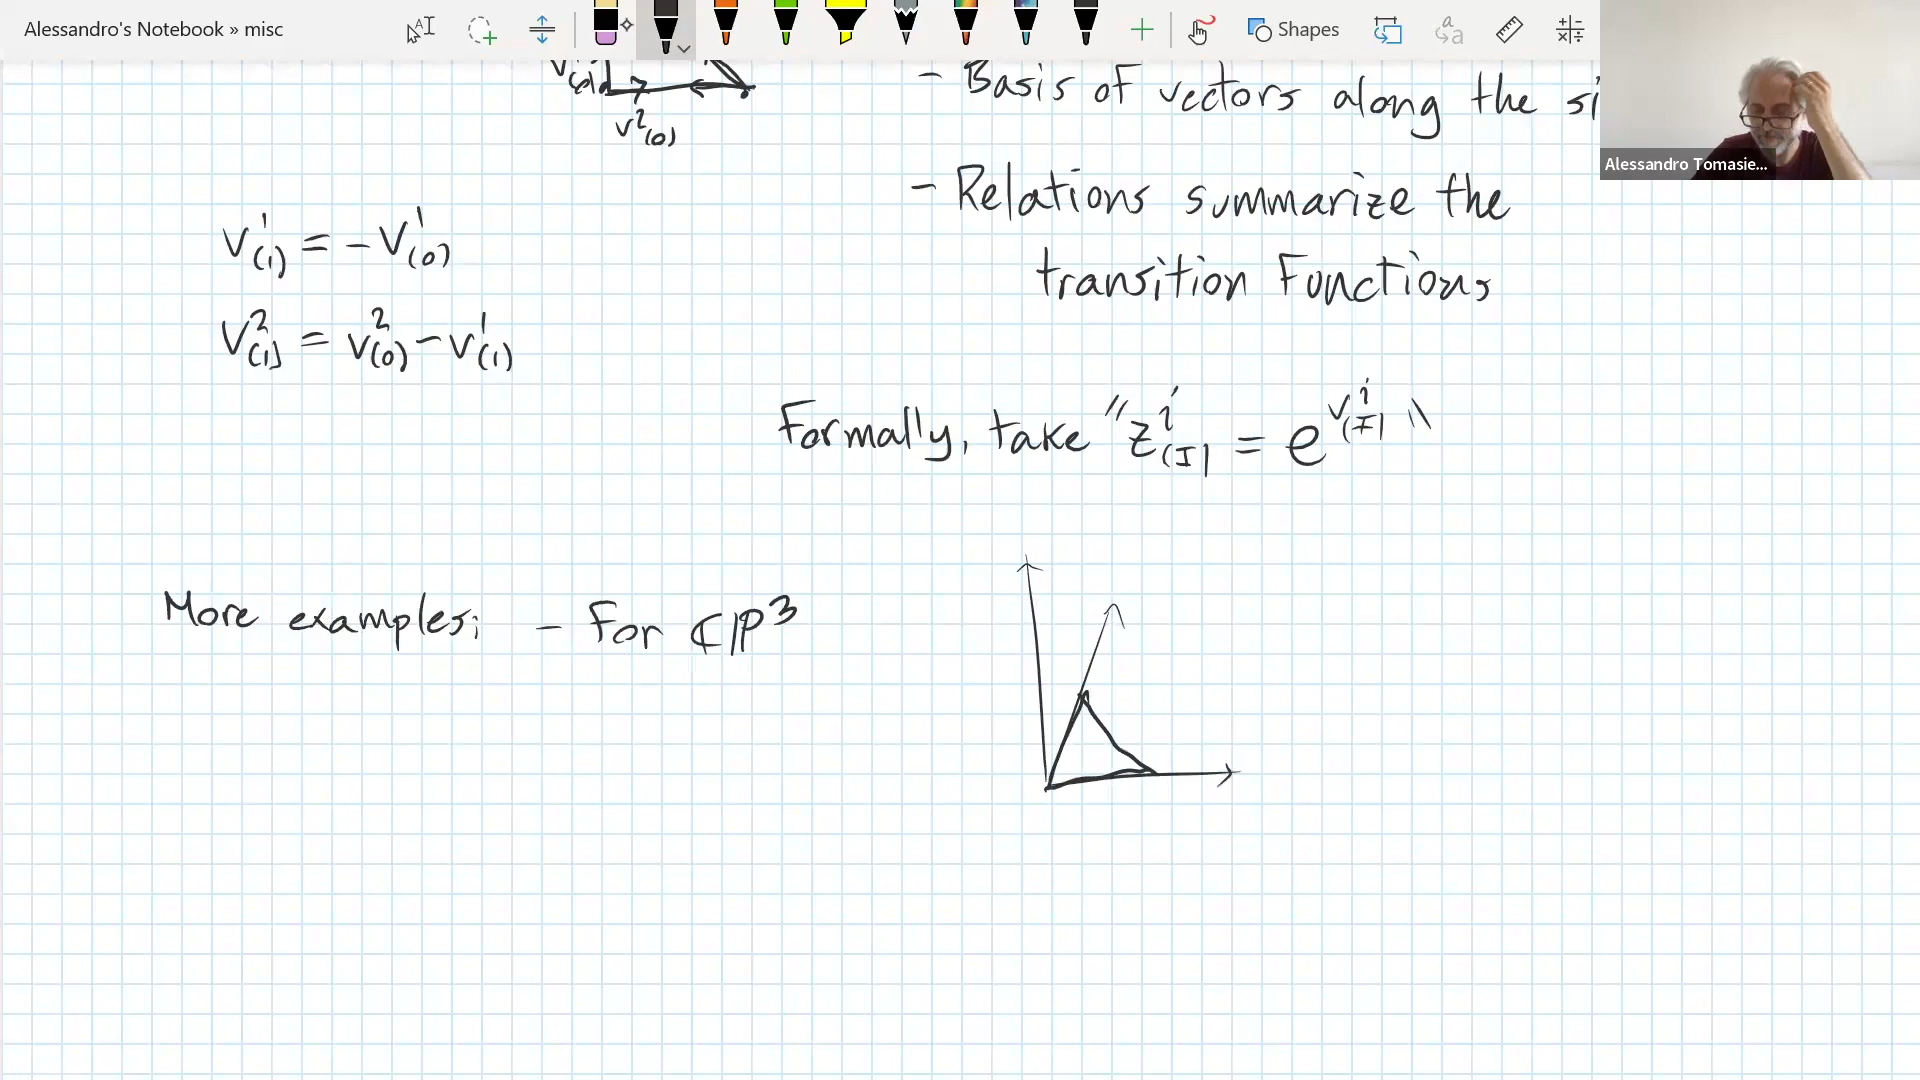 Alessandro's Notebook » misc
Shapes
Alessandro Tomasie...
v²(0)
- Basis of vectors along the si
- Relations summarize the
transition functions
v¹(1) = -v¹(0)
v²(1) = v²(0) - v¹(1)
Formally, take "z^i_(I) = e^{v^i_(I)}"
More examples: - For ℂℙ³